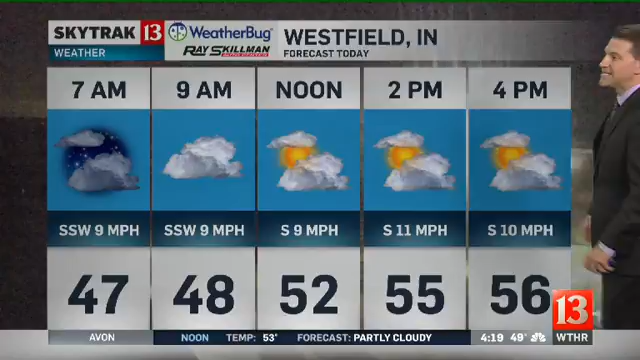 SKYTRAK 13
WEATHER
WeatherBug
RAY SKILLMAN
WESTFIELD, IN
FORECAST TODAY
7 AM
9 AM
NOON
2 PM
4 PM
SSW 9 MPH
SSW 9 MPH
S 9 MPH
S 11 MPH
S 10 MPH
47
48
52
55
56
13
AVON
NOON TEMP: 53° FORECAST: PARTLY CLOUDY
4:19 49° WTHR